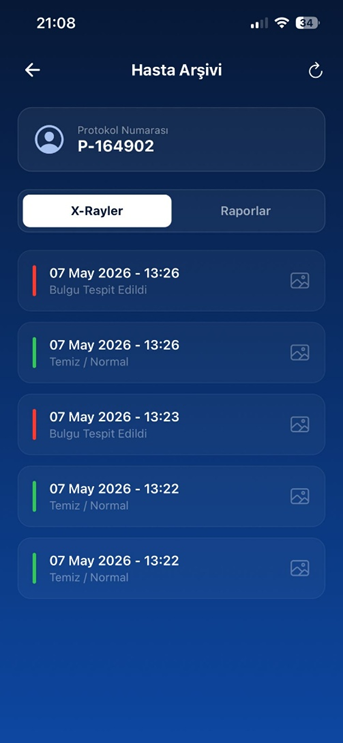 21:08
34
Hasta Arşivi
Protokol Numarası
P-164902
X-Rayler
Raporlar
07 May 2026 - 13:26
Bulgu Tespit Edildi
07 May 2026 - 13:26
Temiz / Normal
07 May 2026 - 13:23
Bulgu Tespit Edildi
07 May 2026 - 13:22
Temiz / Normal
07 May 2026 - 13:22
Temiz / Normal